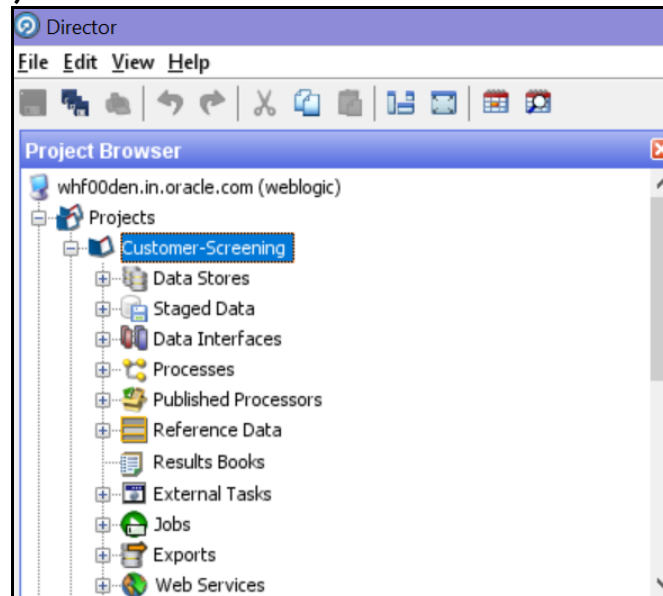 Director
File Edit View Help
Project Browser
whf00den.in.oracle.com (weblogic)
Projects
Customer-Screening
Data Stores
Staged Data
Data Interfaces
Processes
Published Processors
Reference Data
Results Books
External Tasks
Jobs
Exports
Web Services